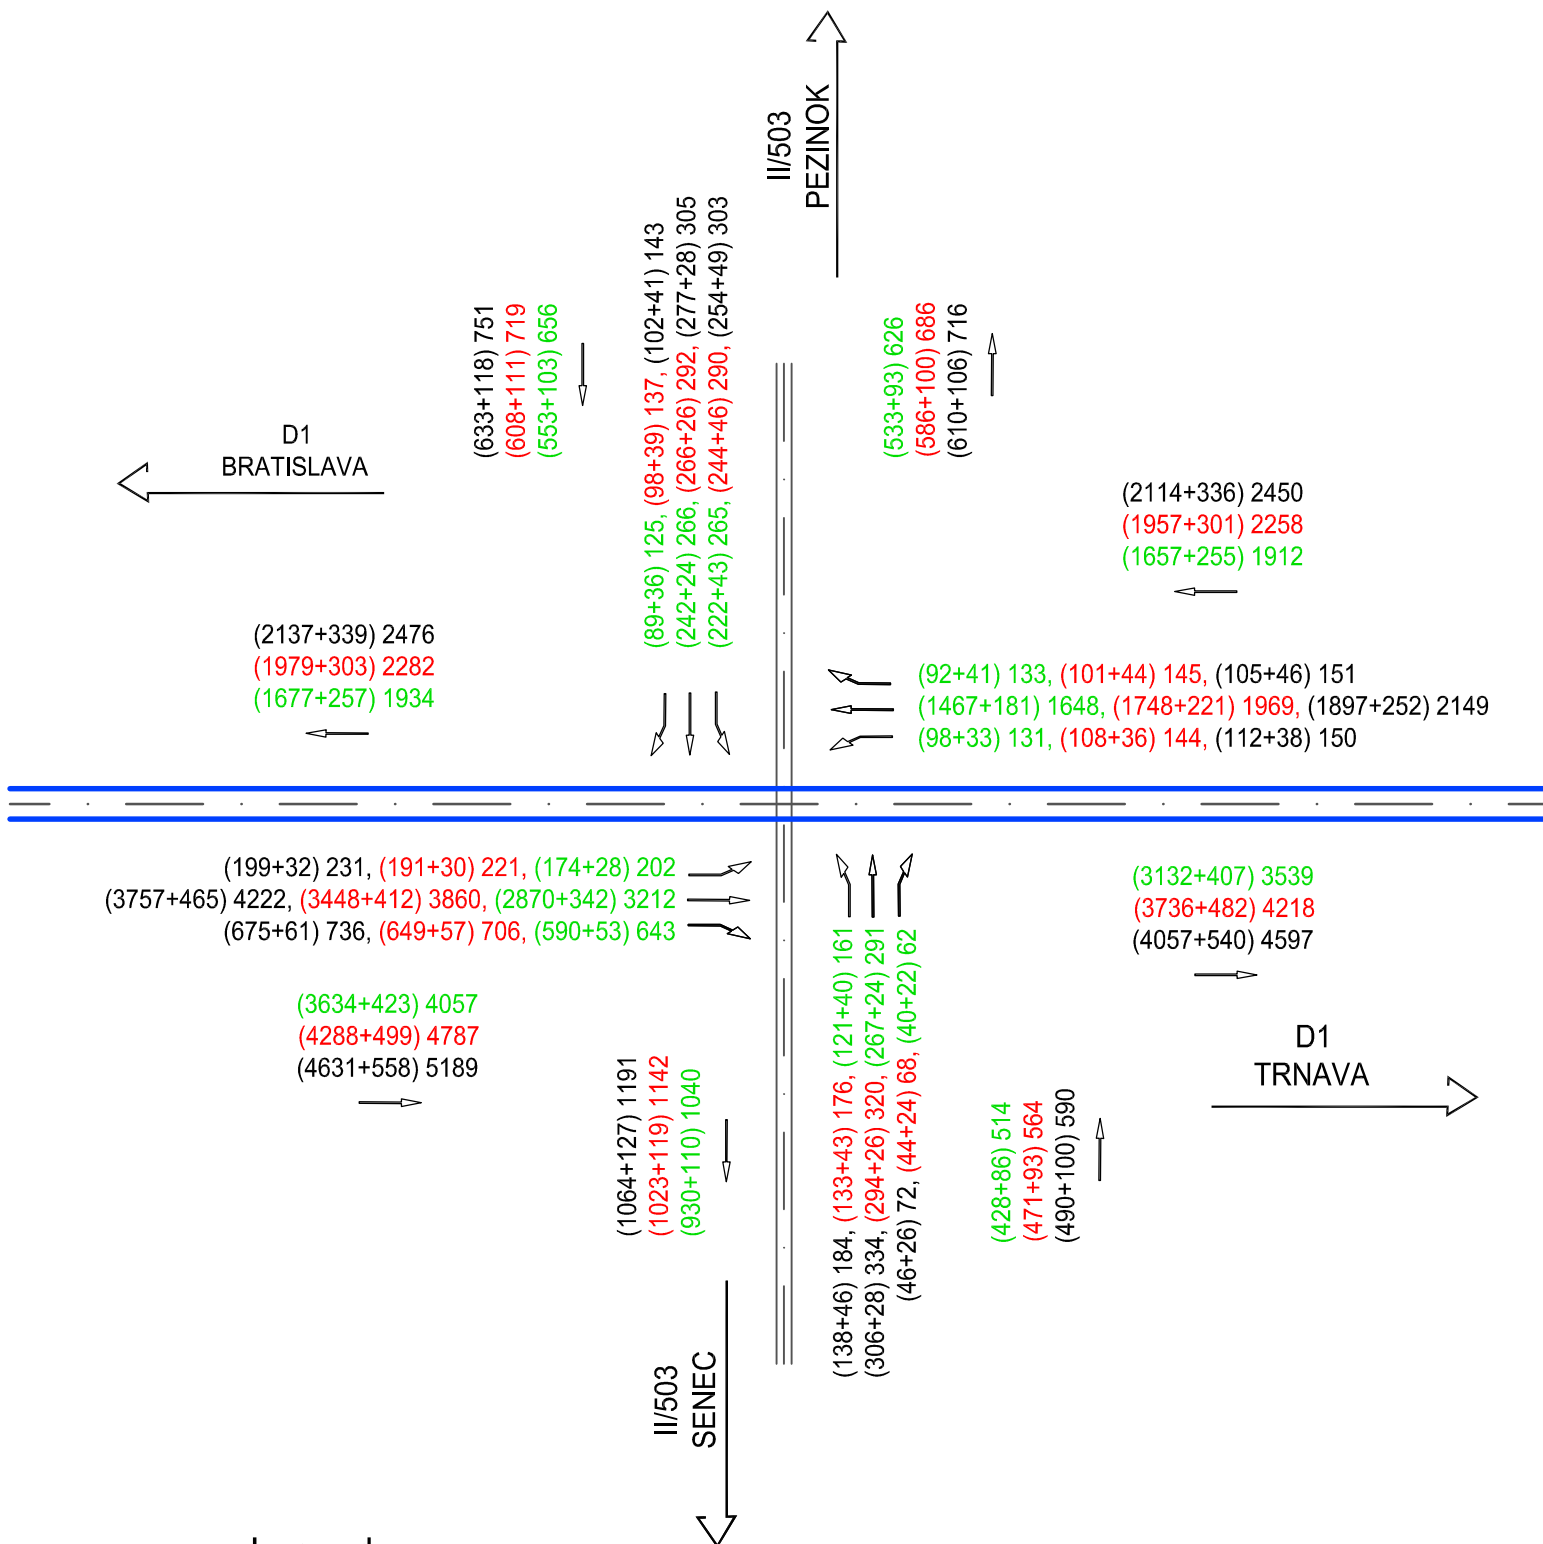 II/503
PEZINOK
(633+118) 751
(608+111) 719
(553+103) 656
(89+36) 125, (98+39) 137, (102+41) 143
(242+24) 266, (266+26) 292, (277+28) 305
(222+43) 265, (244+46) 290, (254+49) 303
(533+93) 626
(586+100) 686
(610+106) 716
D1
BRATISLAVA
(2114+336) 2450
(1957+301) 2258
(1657+255) 1912
(2137+339) 2476
(1979+303) 2282
(1677+257) 1934
(92+41) 133, (101+44) 145, (105+46) 151
(1467+181) 1648, (1748+221) 1969, (1897+252) 2149
(98+33) 131, (108+36) 144, (112+38) 150
(199+32) 231, (191+30) 221, (174+28) 202
(3757+465) 4222, (3448+412) 3860, (2870+342) 3212
(675+61) 736, (649+57) 706, (590+53) 643
(3132+407) 3539
(3736+482) 4218
(4057+540) 4597
(3634+423) 4057
(4288+499) 4787
(4631+558) 5189
D1
TRNAVA
(1064+127) 1191
(1023+119) 1142
(930+110) 1040
(138+46) 184, (133+43) 176, (121+40) 161
(306+28) 334, (294+26) 320, (267+24) 291
(46+26) 72, (44+24) 68, (40+22) 62
(428+86) 514
(471+93) 564
(490+100) 590
II/503
SENEC